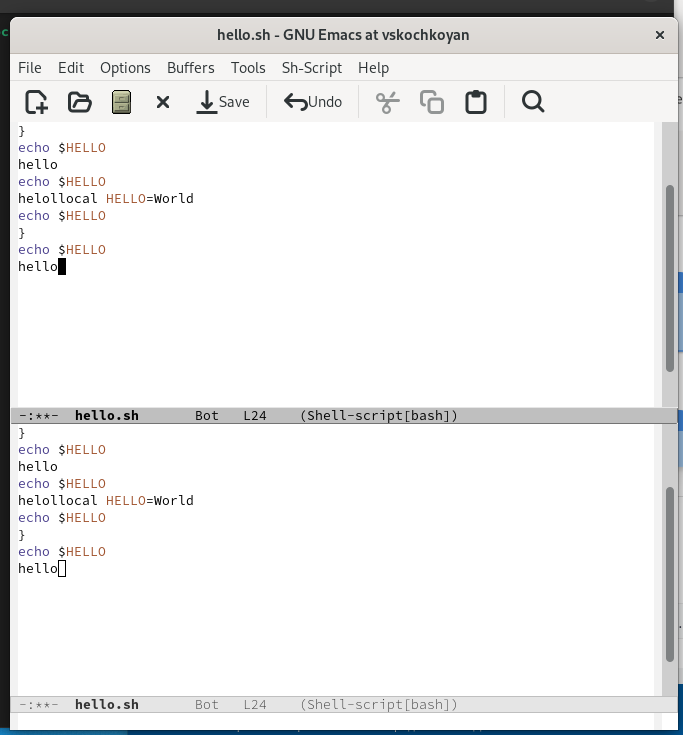 hello.sh - GNU Emacs at vskochkoyan ×
File Edit Options Buffers Tools Sh-Script Help
Save Undo
}
echo $HELLO
hello
echo $HELLO
helollocal HELLO=World
echo $HELLO
}
echo $HELLO
hello
-:**- hello.sh Bot L24 (Shell-script[bash])
}
echo $HELLO
hello
echo $HELLO
helollocal HELLO=World
echo $HELLO
}
echo $HELLO
hello
-:**- hello.sh Bot L24 (Shell-script[bash])